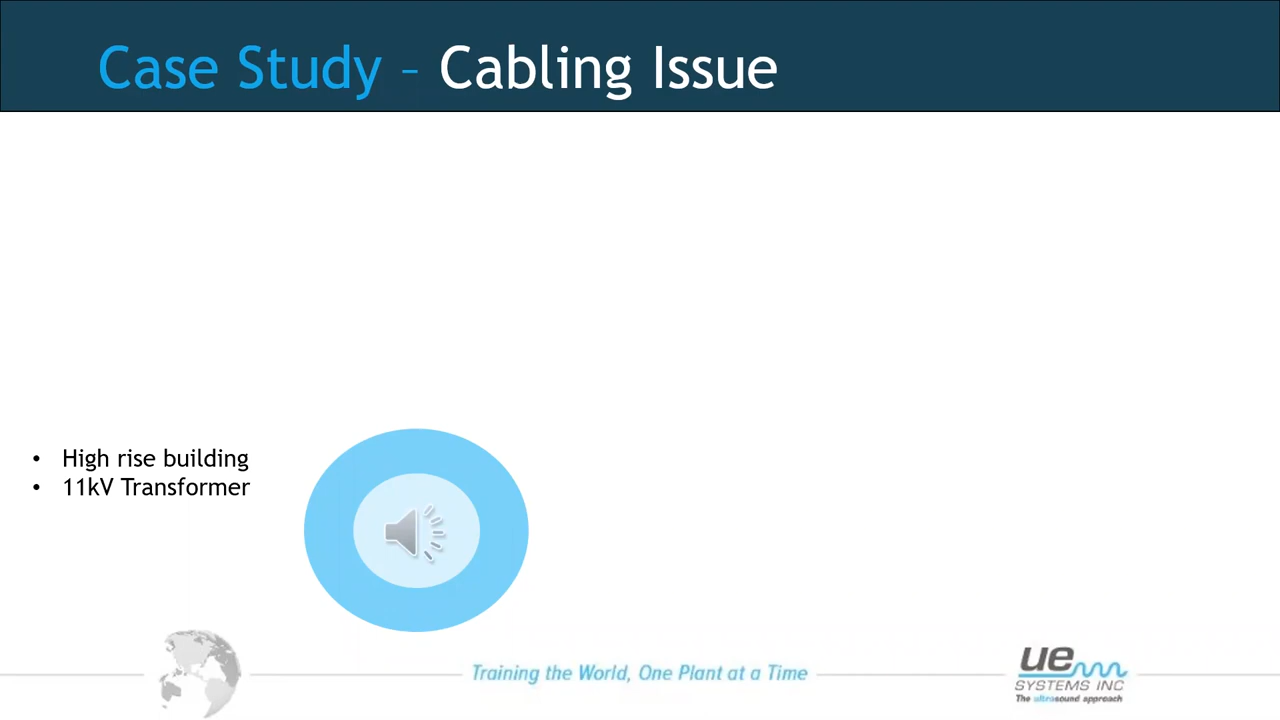 Case Study – Cabling Issue
• High rise building
• 11kV Transformer
Training the World, One Plant at a Time
ue
SYSTEMS INC
The ultrasound approach